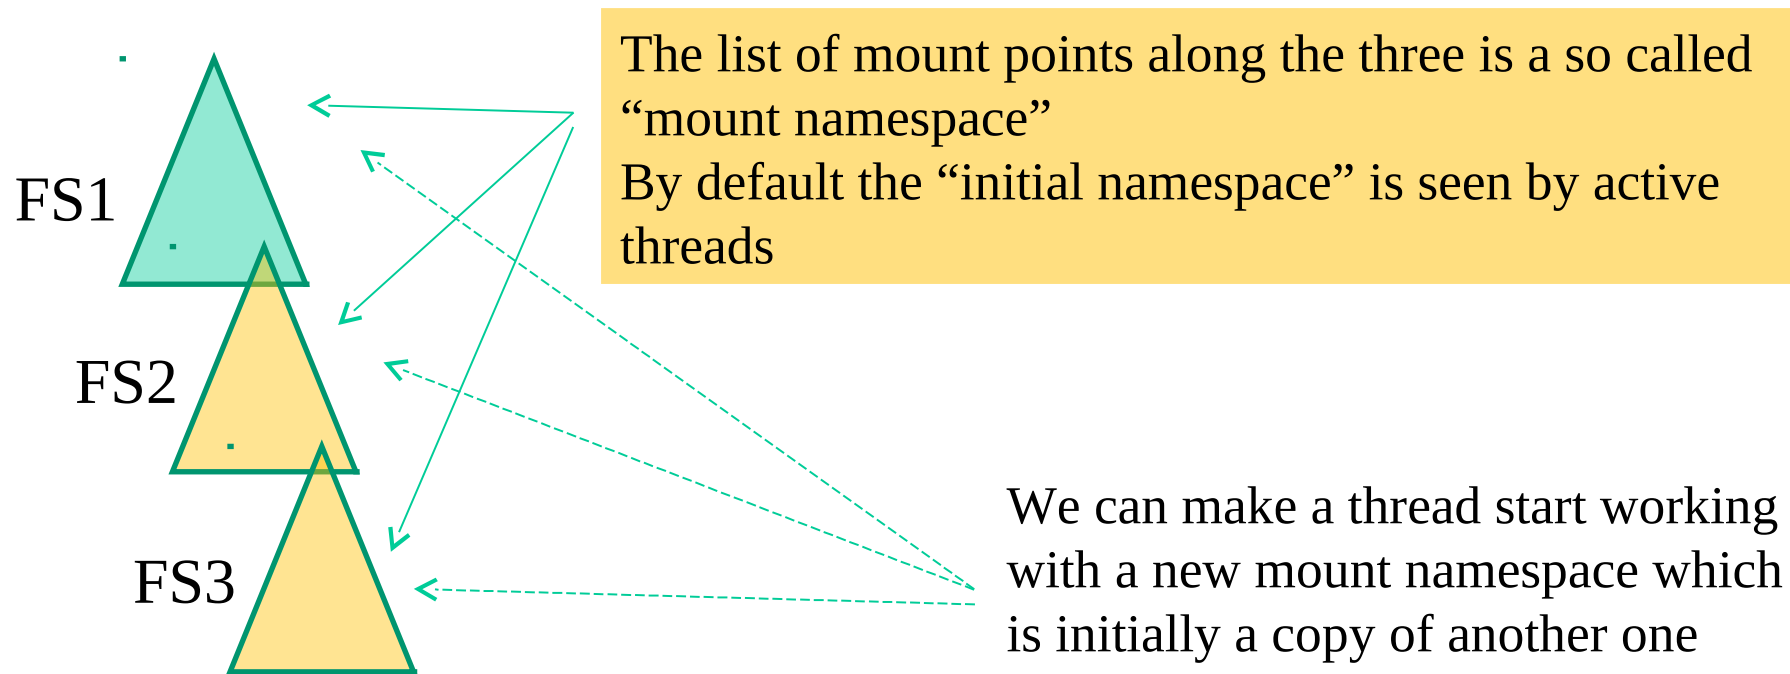 The list of mount points along the three is a so called
“mount namespace”
By default the “initial namespace” is seen by active
threads
FS1
FS2
FS3
We can make a thread start working
with a new mount namespace which
is initially a copy of another one